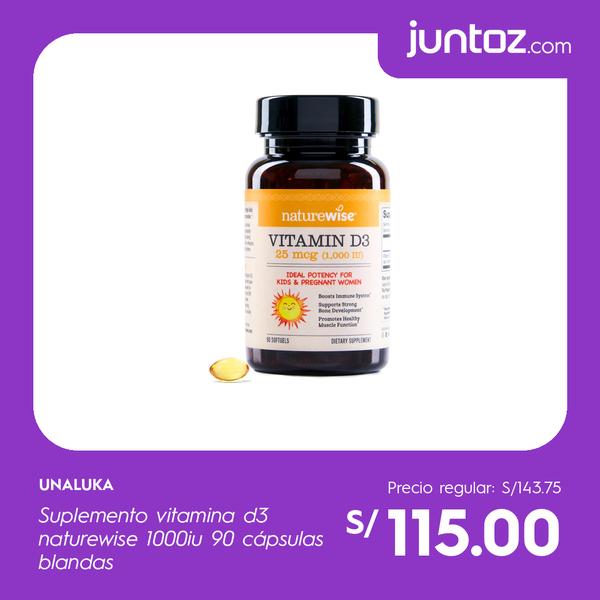 juntoz.com
naturewise
VITAMIN D3
25 mcg (1,000 IU)
IDEAL POTENCY FOR
KIDS & PREGNANT WOMEN
Boosts Immune System*
Supports Strong
Bone Development*
Promotes Healthy
Muscle Function*
90 SOFTGELS DIETARY SUPPLEMENT
UNALUKA
Suplemento vitamina d3
naturewise 1000iu 90 cápsulas
blandas
Precio regular: S/143.75
S/115.00